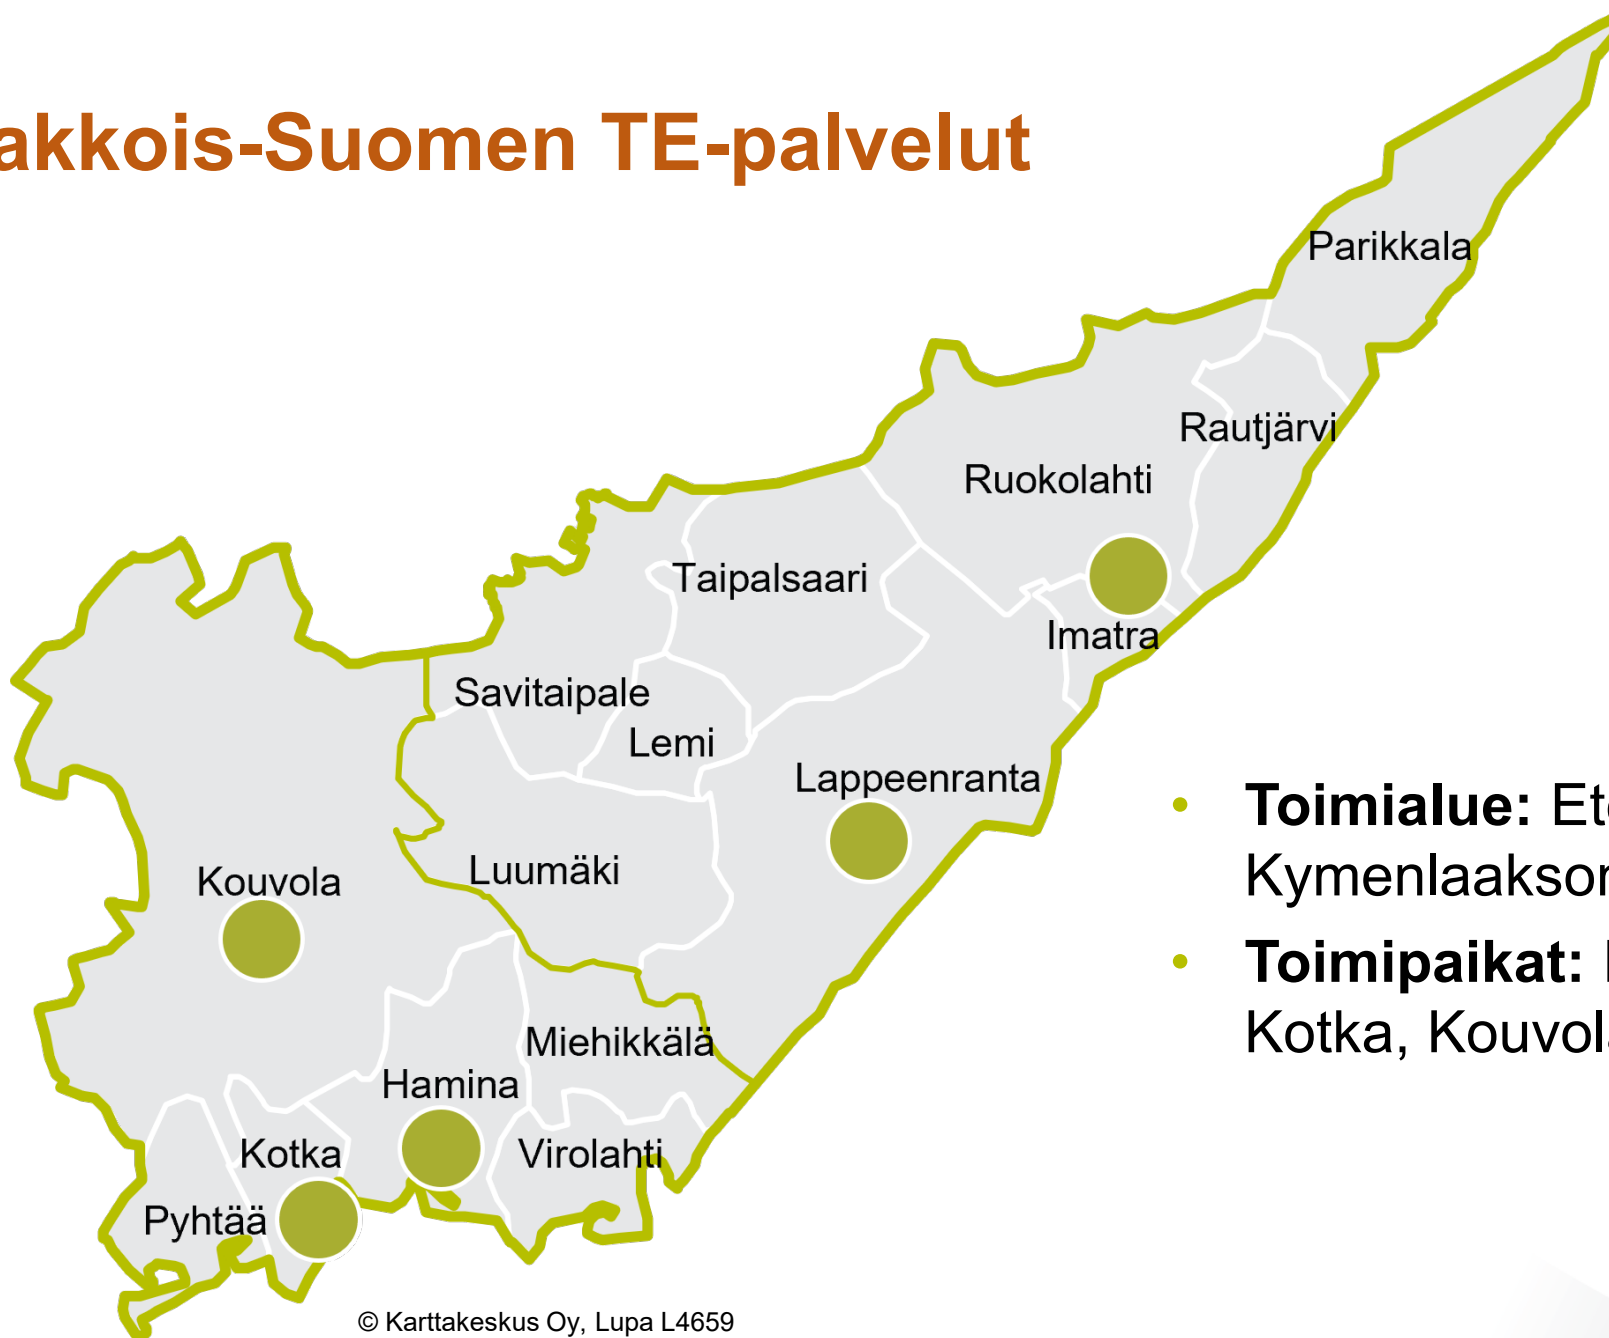 akkois-Suomen TE-palvelut
Parikkala
Rautjärvi
Ruokolahti
Taipalsaari
Imatra
Savitaipale
Lemi
Lappeenranta
• Toimialue: Et
Kymenlaakso
Luumäki
Kouvola
• Toimipaikat:
Kotka, Kouvol
Miehikkälä
Hamina
Kotka
Virolahti
Pyhtää
© Karttakeskus Oy, Lupa L4659